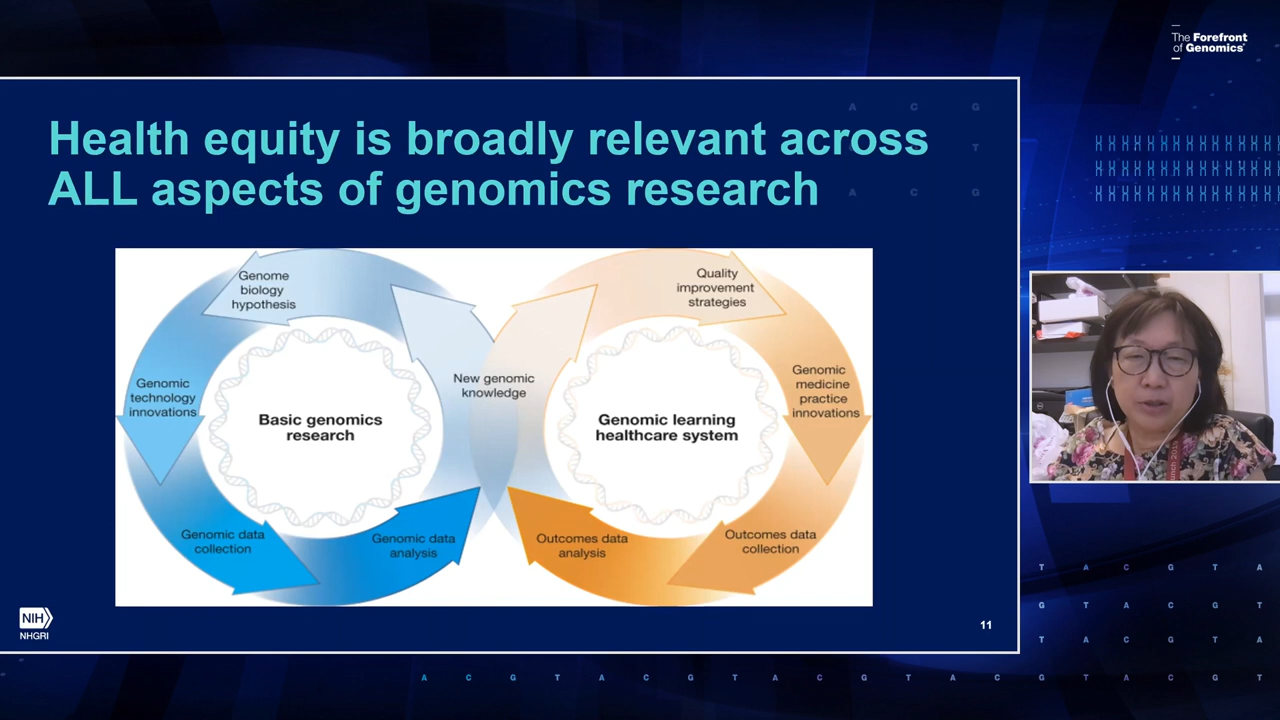 The Forefront
of Genomics®
Health equity is broadly relevant across
ALL aspects of genomics research
A C G
T
A C G
Genome
biology
hypothesis
Quality
improvement
strategies
Genomic
technology
innovations
New genomic
knowledge
Genomic
medicine
practice
innovations
Basic genomics
research
Genomic learning
healthcare system
Genomic data
collection
Genomic data
analysis
Outcomes data
analysis
Outcomes data
collection
NIH
NHGRI
11
T A C G T A
G T A C G T
T A C G T A
A C G T A C G T A C G T A C G T A C G T